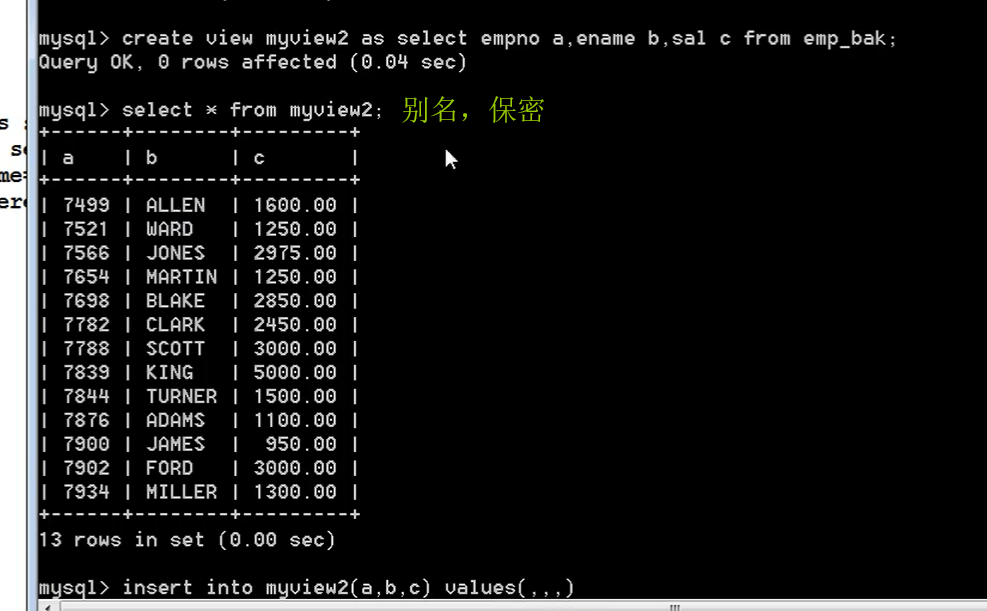 mysql> create view myview2 as select empno a,ename b,sal c from emp_bak;
Query OK, 0 rows affected (0.04 sec)
mysql> select * from myview2; 别名，保密
+------+--------+---------+
| a    | b      | c       |
+------+--------+---------+
| 7499 | ALLEN  | 1600.00 |
| 7521 | WARD   | 1250.00 |
| 7566 | JONES  | 2975.00 |
| 7654 | MARTIN | 1250.00 |
| 7698 | BLAKE  | 2850.00 |
| 7782 | CLARK  | 2450.00 |
| 7788 | SCOTT  | 3000.00 |
| 7839 | KING   | 5000.00 |
| 7844 | TURNER | 1500.00 |
| 7876 | ADAMS  | 1100.00 |
| 7900 | JAMES  |  950.00 |
| 7902 | FORD   | 3000.00 |
| 7934 | MILLER | 1300.00 |
+------+--------+---------+
13 rows in set (0.00 sec)
mysql> insert into myview2(a,b,c) values(,,,)